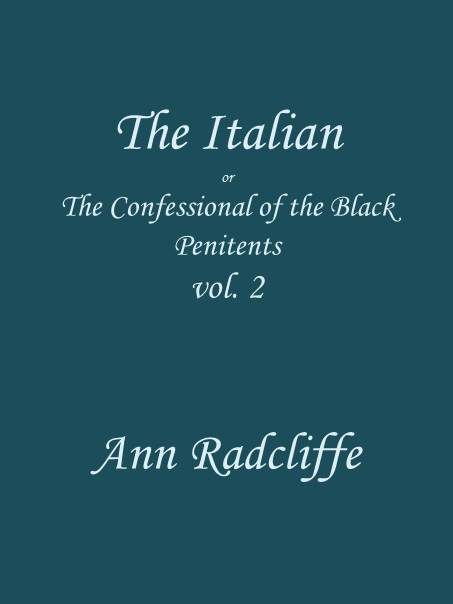 The Italian
or
The Confessional of the Black
Penitents
vol. 2
Ann Radcliffe